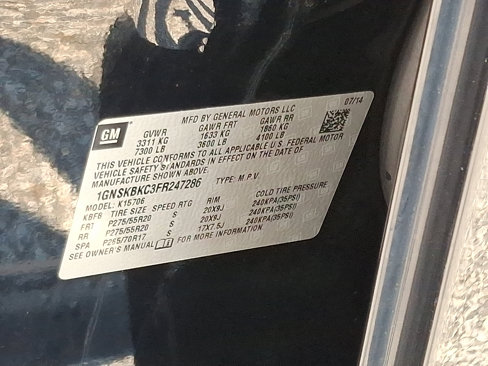 07/14
MFD BY GENERAL MOTORS LLC
GM
GVWR GAWR FRT GAWR RR
3311 KG 1633 KG 1860 KG
7300 LB 3600 LB 4100 LB
THIS VEHICLE CONFORMS TO ALL APPLICABLE U.S. FEDERAL MOTOR
VEHICLE SAFETY STANDARDS IN EFFECT ON THE DATE OF
MANUFACTURE SHOWN ABOVE.
1GNSKBKC3FR247286 TYPE: M.P.V.
MODEL: K15706
KBF8 TIRE SIZE SPEED RTG RIM COLD TIRE PRESSURE
FRT P275/55R20 S 20X9J 240KPA(35PSI)
RR P275/55R20 S 20X9J 240KPA(35PSI)
SPA P265/70R17 S 17X7.5J 240KPA(35PSI)
SEE OWNER'S MANUAL FOR MORE INFORMATION